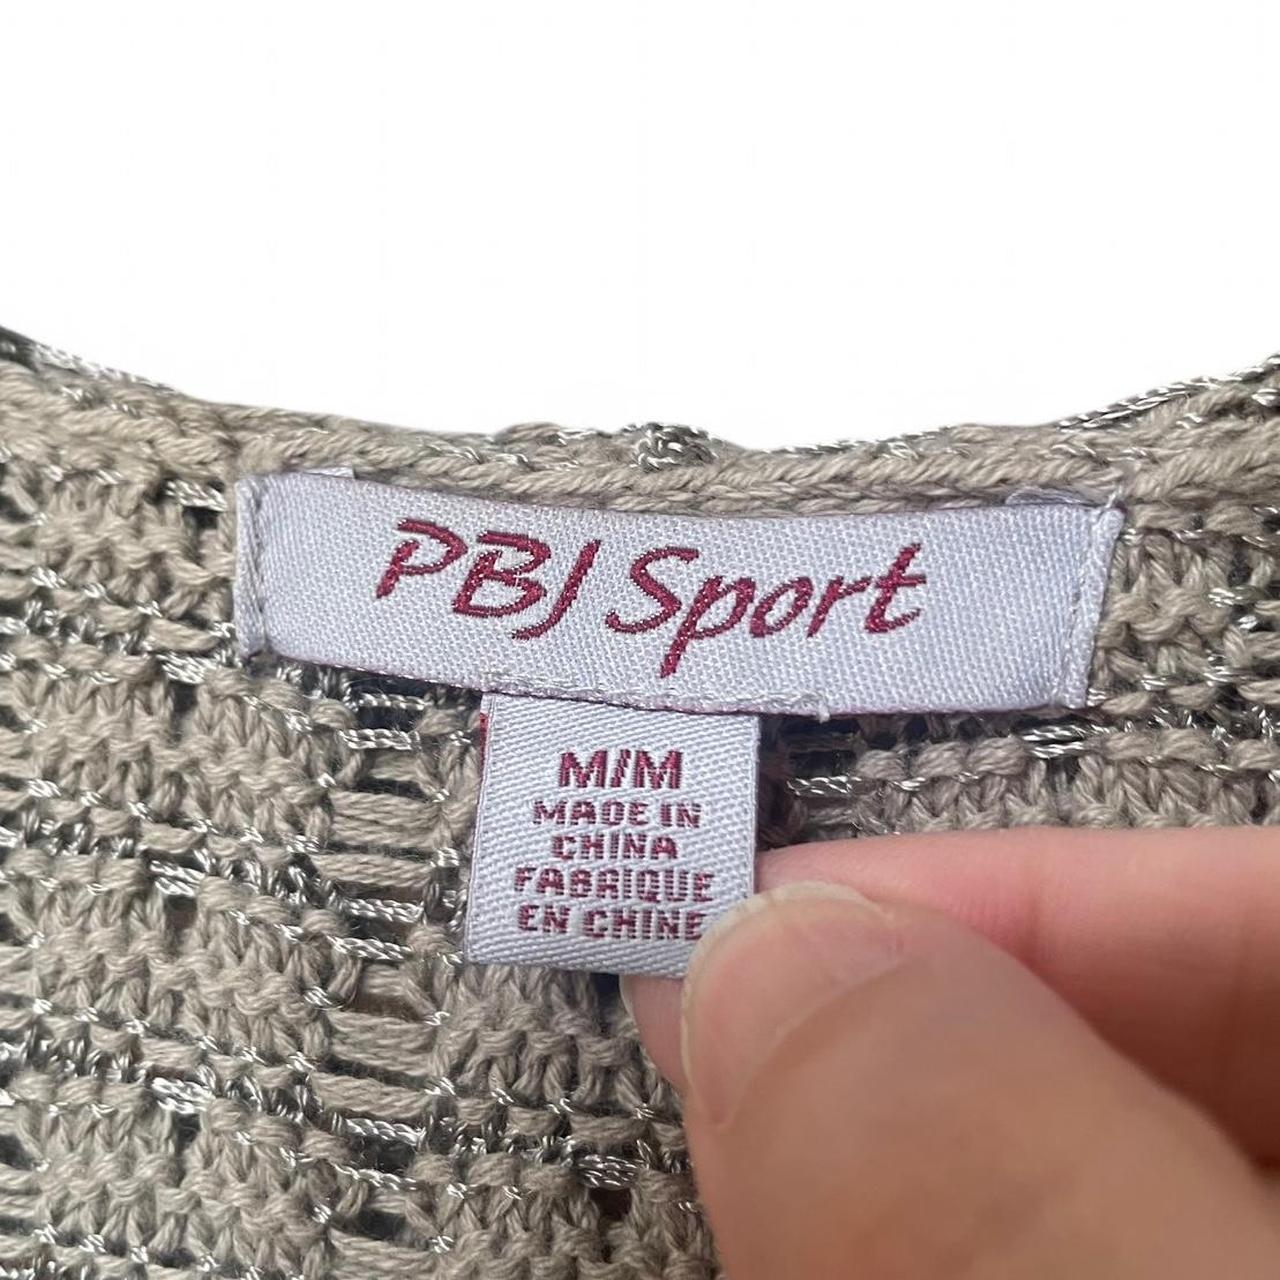 PBJ Sport
M/M
MADE IN
CHINA
FABRIQUE
EN CHINE